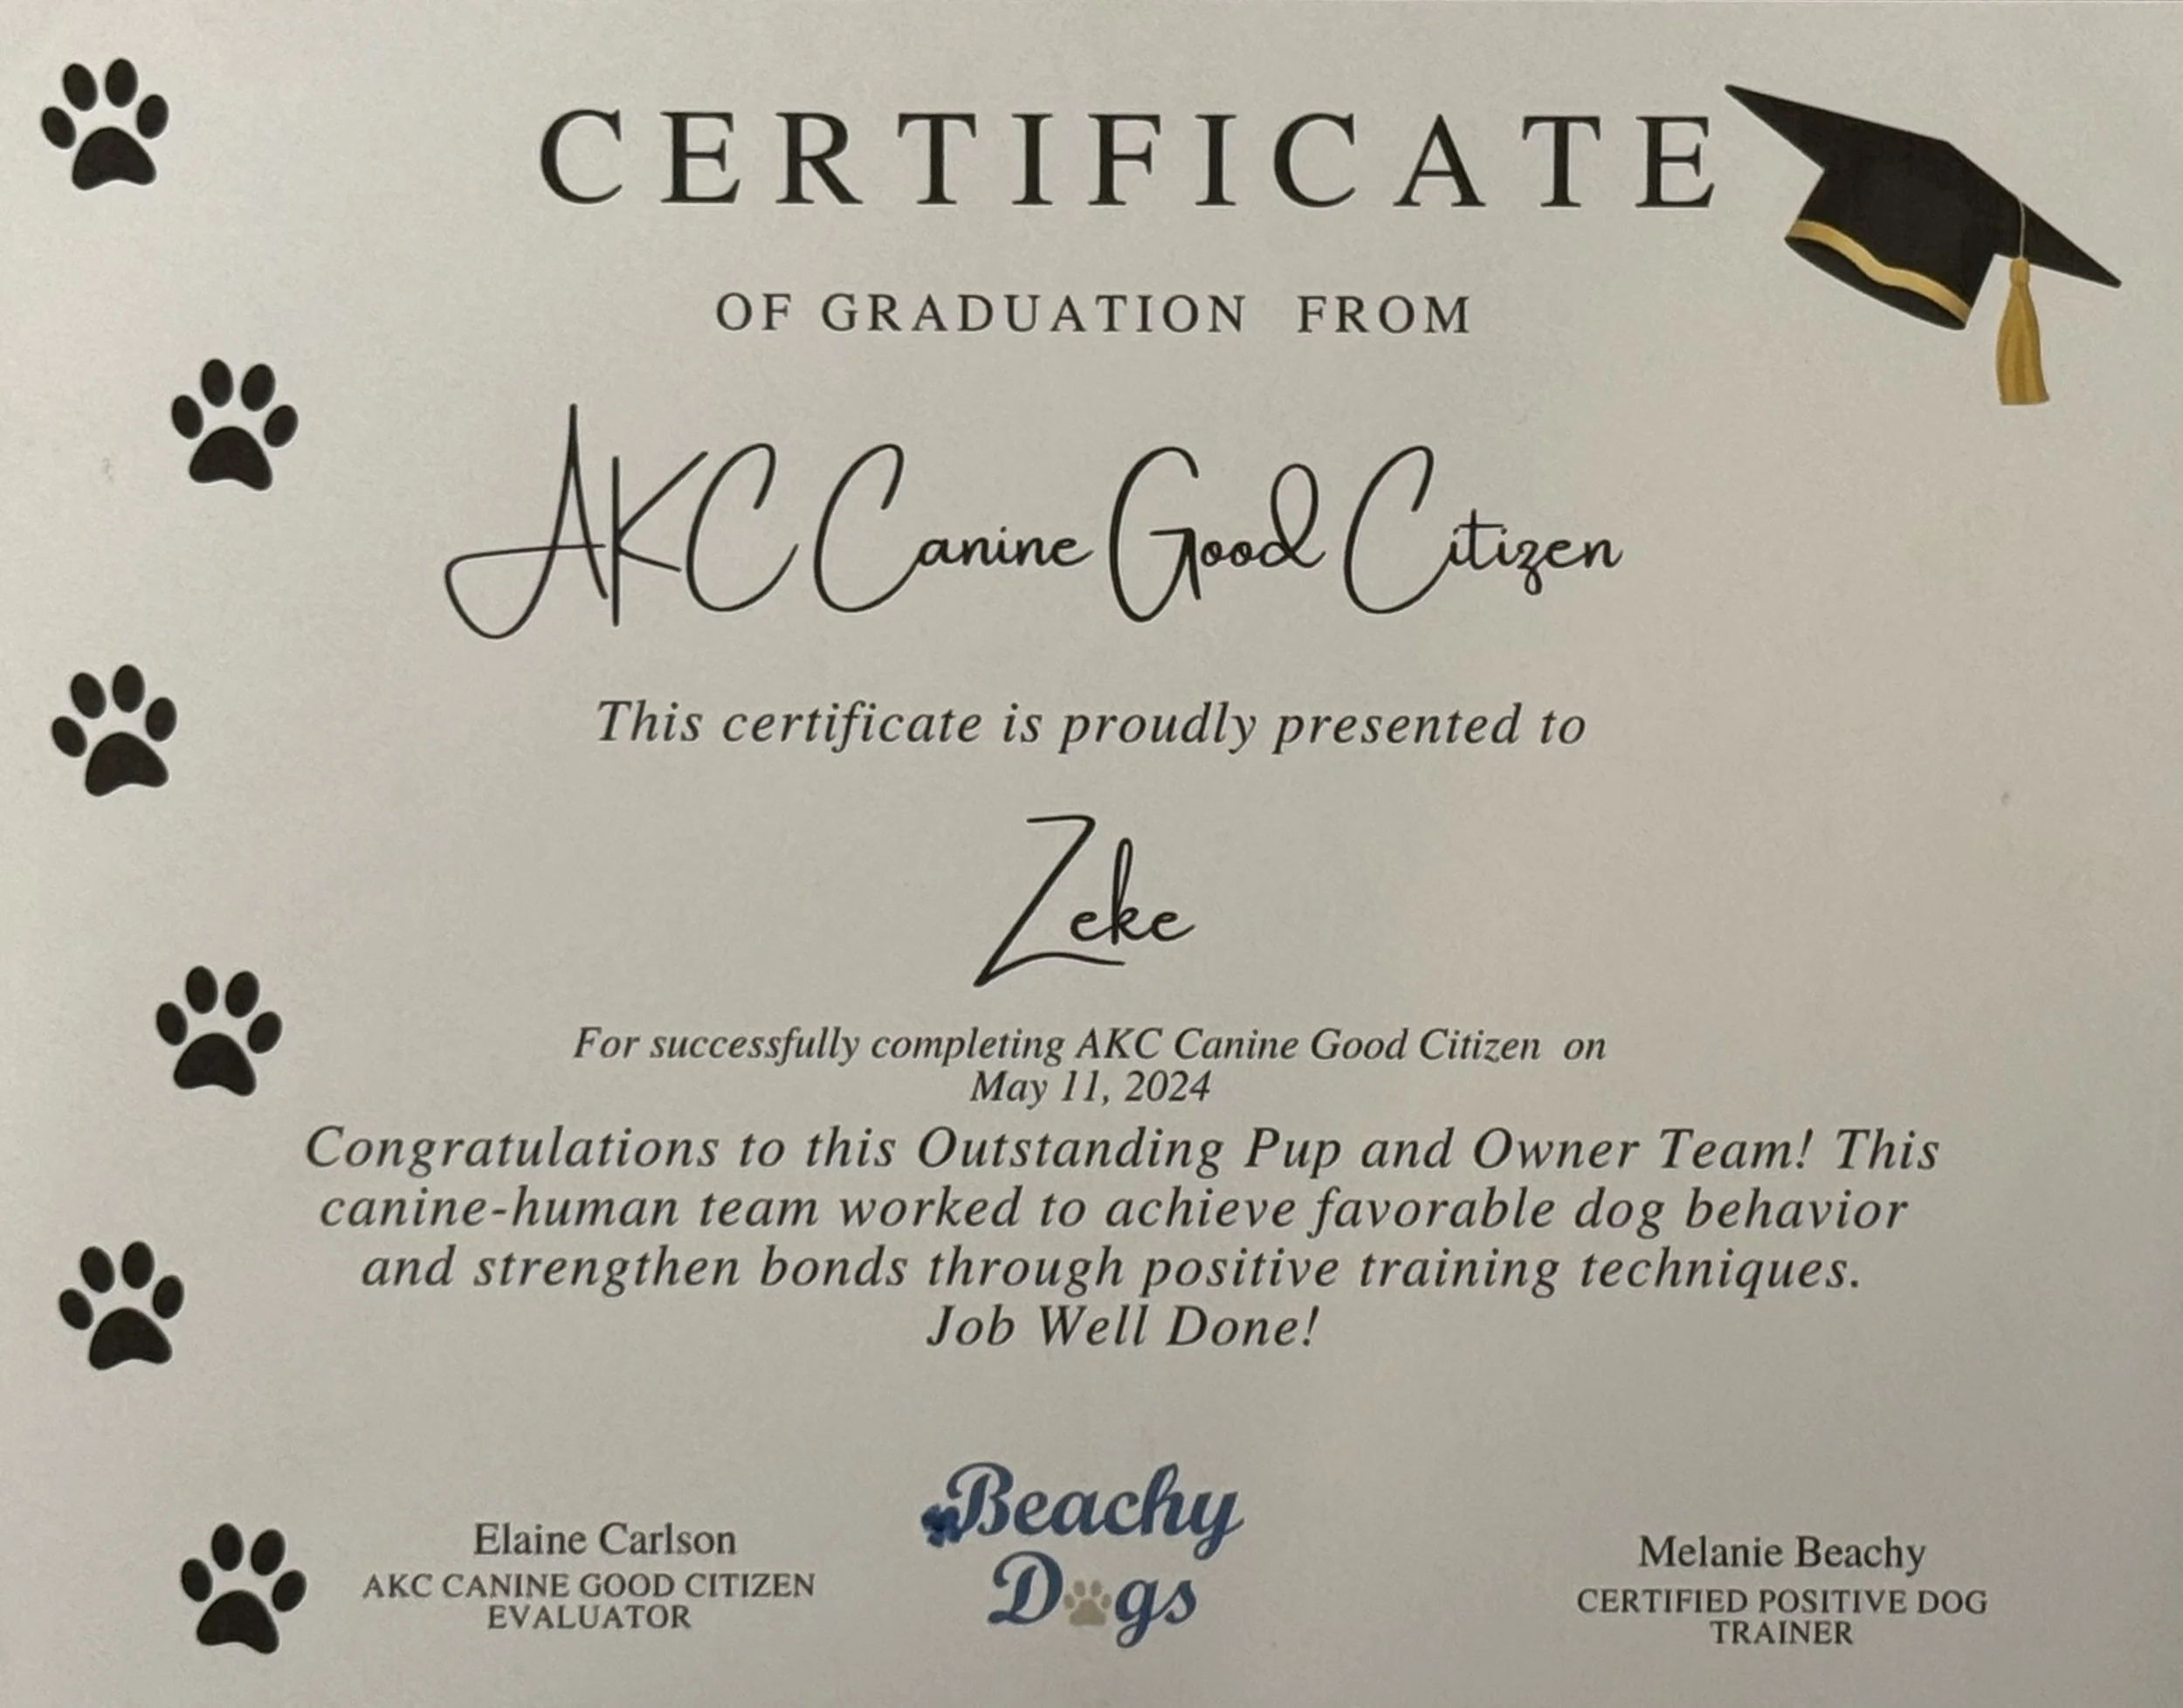 CERTIFICATE
OF GRADUATION FROM
AKC Canine Good Citizen
This certificate is proudly presented to
Zeke
For successfully completing AKC Canine Good Citizen on
May 11, 2024
Congratulations to this Outstanding Pup and Owner Team! This
canine-human team worked to achieve favorable dog behavior
and strengthen bonds through positive training techniques.
Job Well Done!
Elaine Carlson
AKC CANINE GOOD CITIZEN
EVALUATOR
Beachy
Dogs
Melanie Beachy
CERTIFIED POSITIVE DOG
TRAINER